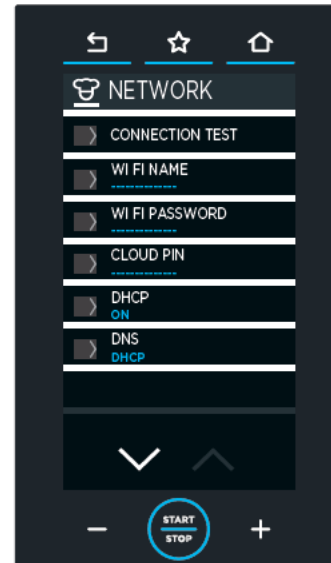 NETWORK
CONNECTION TEST
WI FI NAME
--------------
WI FI PASSWORD
--------------
CLOUD PIN
--------------
DHCP
ON
DNS
DHCP
START
STOP